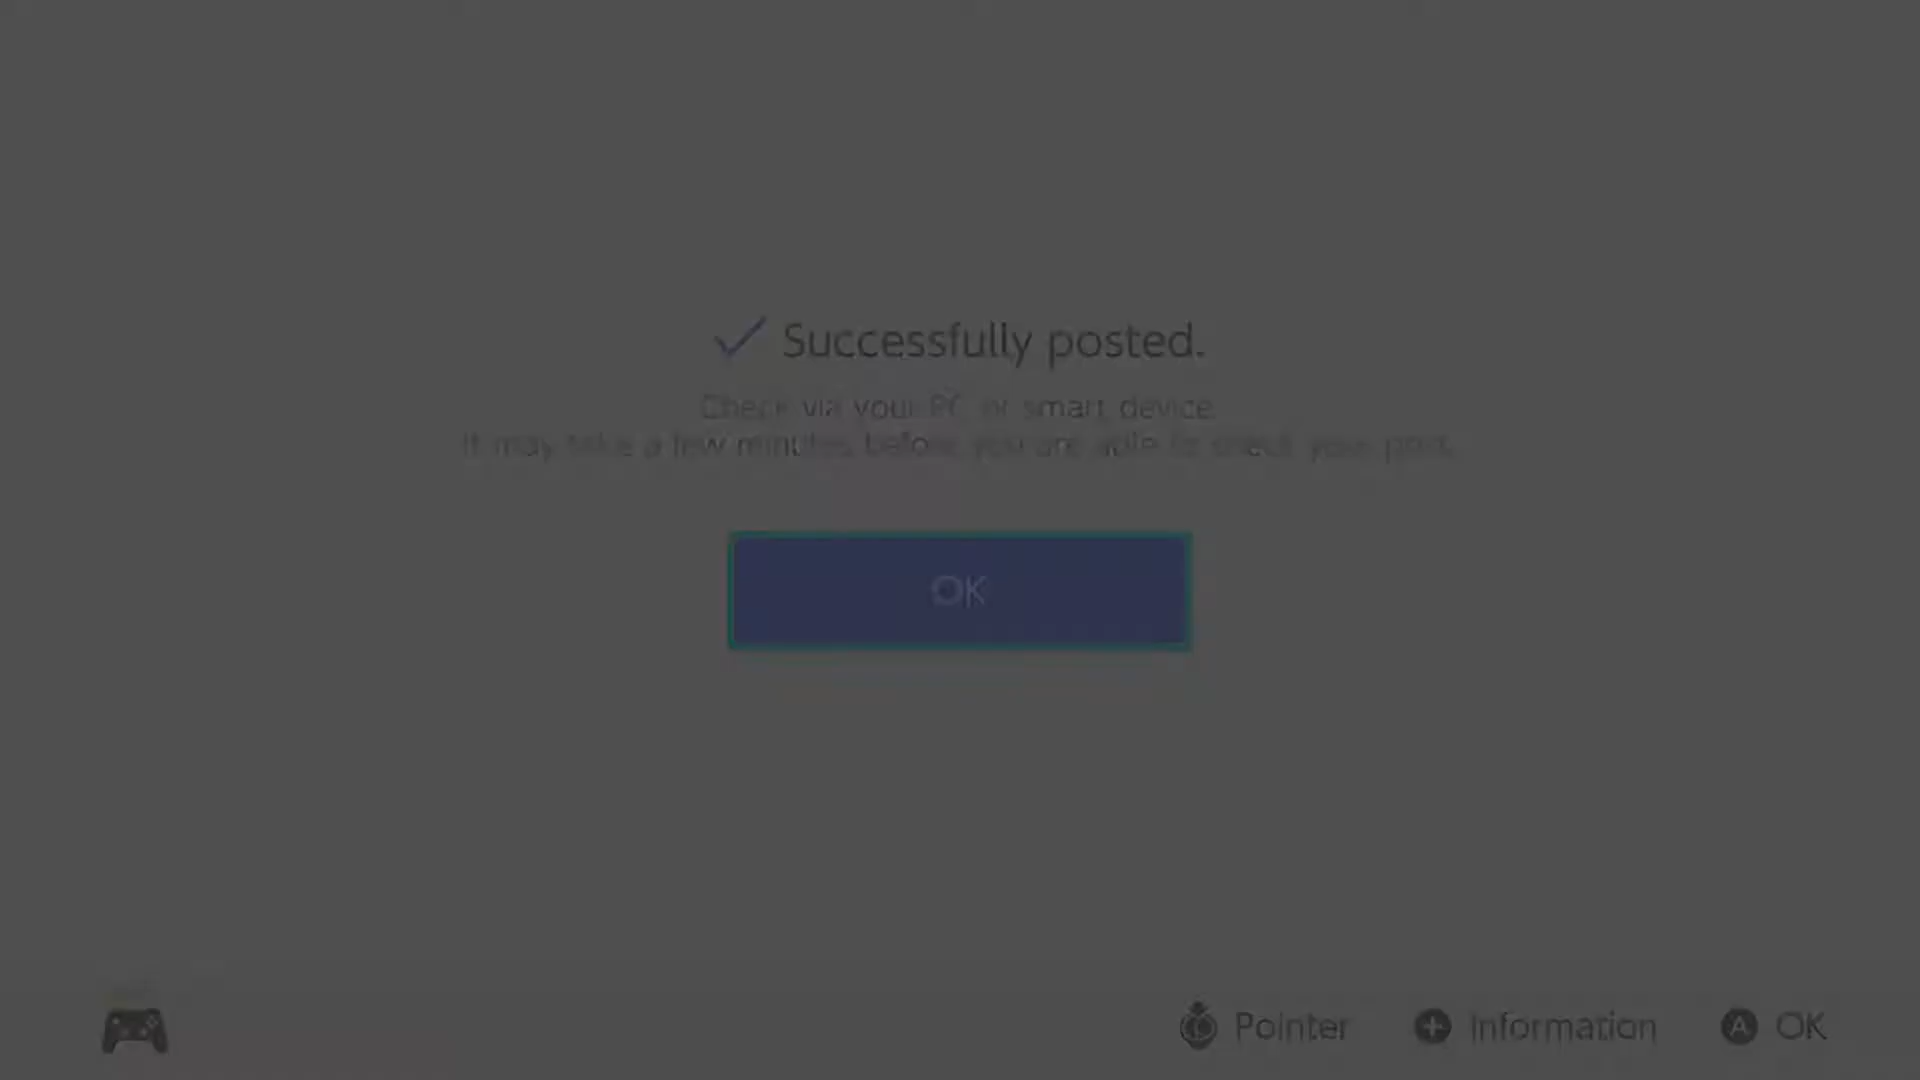 Successfully posted.
Check via your PC or smart device.
It may take a few minutes before you are able to check your post.
OK
Pointer
Information
A OK